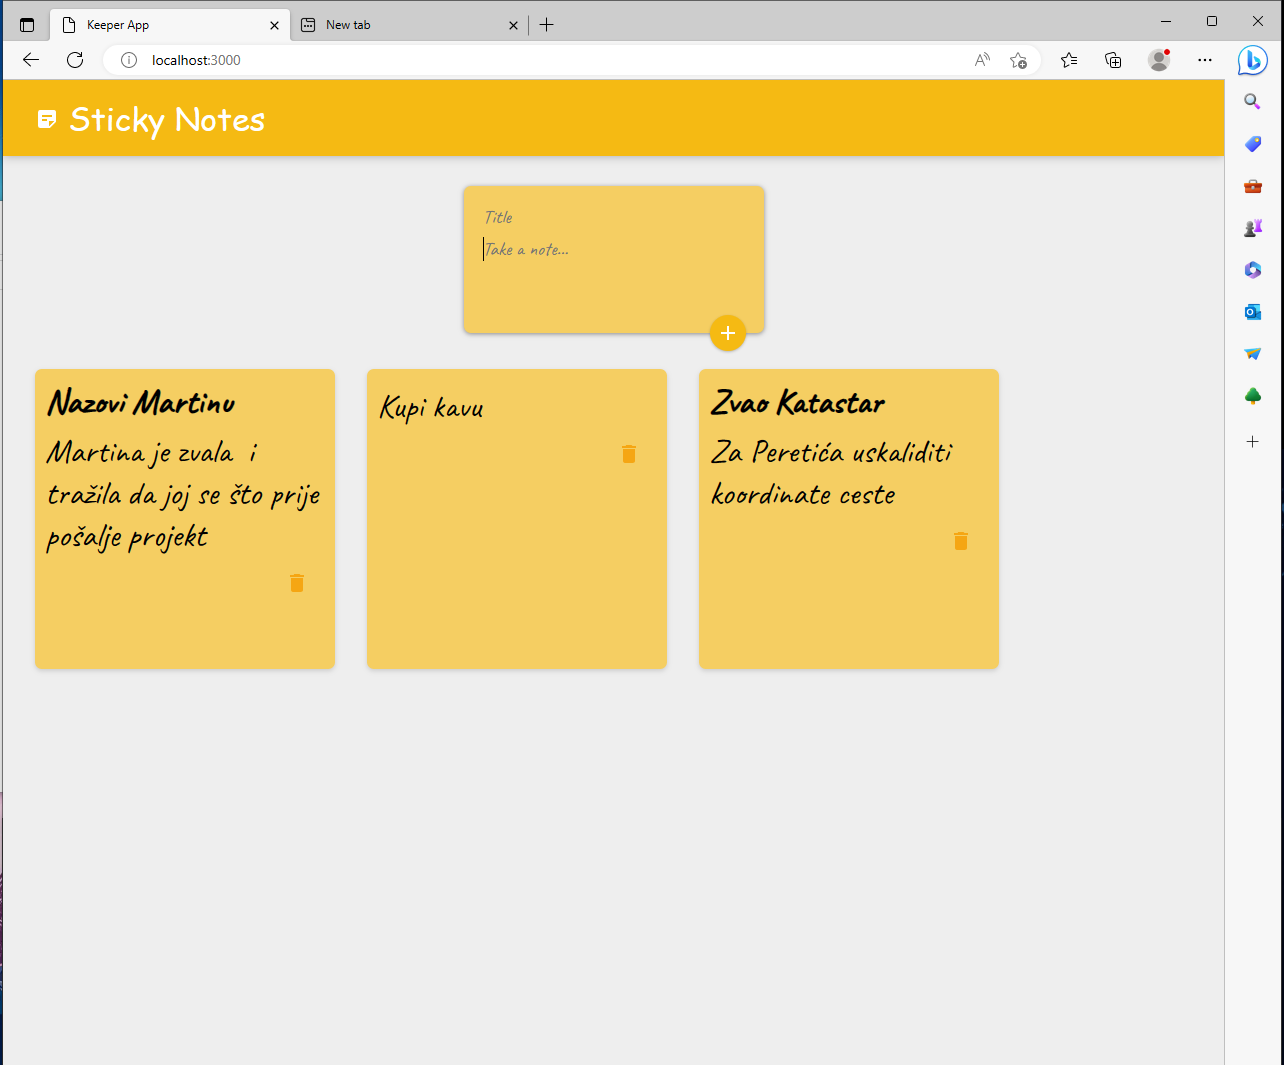 Keeper App
New tab
localhost:3000
Sticky Notes
Title
Take a note...
Nazovi Martinu
Martina je zvala i
tražila da joj se što prije
pošalje projekt
Kupi kavu
Zvao Katastar
Za Peretića uskaliditi
koordinate ceste